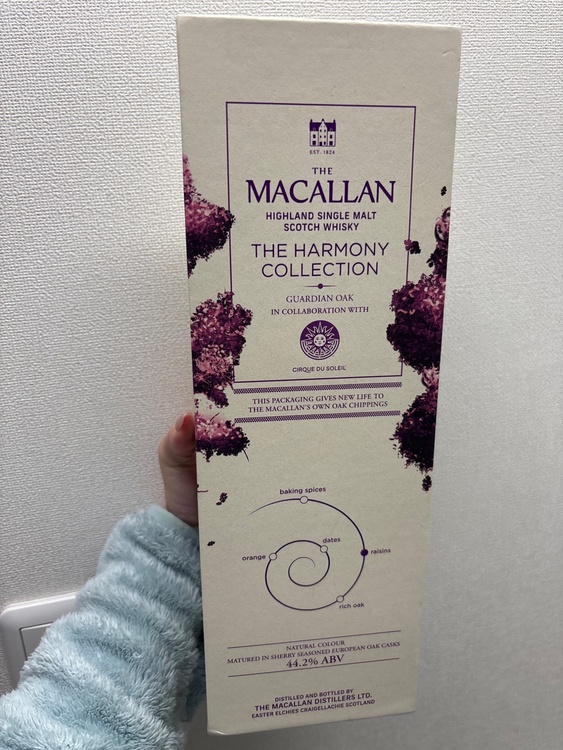 EST. 1824
THE
MACALLAN
HIGHLAND SINGLE MALT
SCOTCH WHISKY
THE HARMONY
COLLECTION
GUARDIAN OAK
IN COLLABORATION WITH
CIRQUE DU SOLEIL
THIS PACKAGING GIVES NEW LIFE TO
THE MACALLAN'S OWN OAK CHIPPINGS
baking spices
dates
orange
raisins
rich oak
NATURAL COLOUR
MATURED IN SHERRY SEASONED EUROPEAN OAK CASKS
44.2% ABV
DISTILLED AND BOTTLED BY
THE MACALLAN DISTILLERS LTD.
EASTER ELCHIES CRAIGELLACHIE SCOTLAND